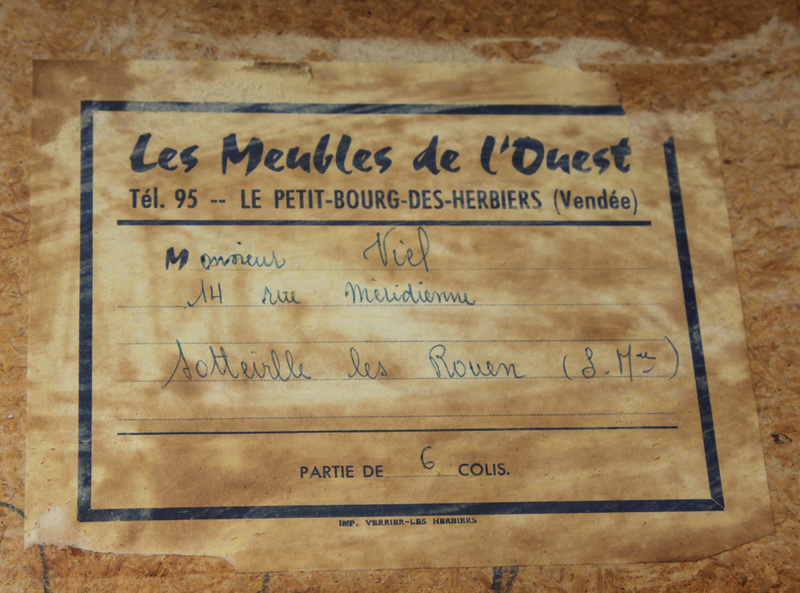 Les Meubles de l'Ouest
Tél. 95 -- LE PETIT-BOURG-DES-HERBIERS (Vendée)
Monsieur Viel
14 rue Méridienne
Sotteville les Rouen (S. Mme)
PARTIE DE 6 COLIS.
IMP. VERRIER-LES HERBIERS